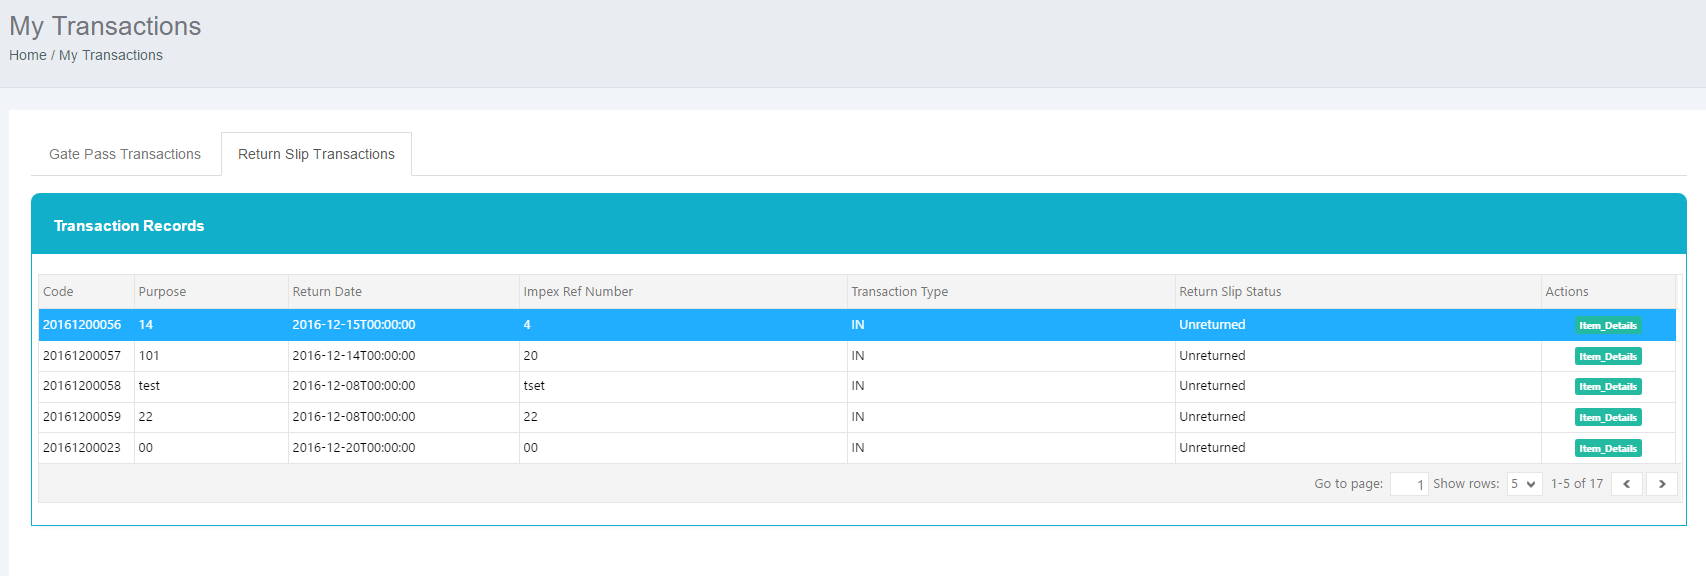 My Transactions
Home / My Transactions
Gate Pass Transactions Return Slip Transactions
Transaction Records
Code Purpose Return Date Impex Ref Number Transaction Type Return Slip Status Actions
20161200056 14 2016-12-15T00:00:00 4 IN Unreturned Item_Details
20161200057 101 2016-12-14T00:00:00 20 IN Unreturned Item_Details
20161200058 test 2016-12-08T00:00:00 tset IN Unreturned Item_Details
20161200059 22 2016-12-08T00:00:00 22 IN Unreturned Item_Details
20161200023 00 2016-12-20T00:00:00 00 IN Unreturned Item_Details
Go to page: 1 Show rows: 5 1-5 of 17